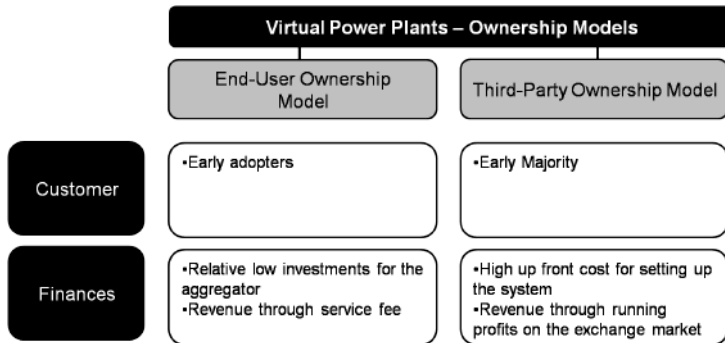 Virtual Power Plants – Ownership Models
End-User Ownership
Model
Third-Party Ownership Model
Customer
•Early adopters
•Early Majority
Finances
•Relative low investments for the
aggregator
•Revenue through service fee
•High up front cost for setting up
the system
•Revenue through running
profits on the exchange market